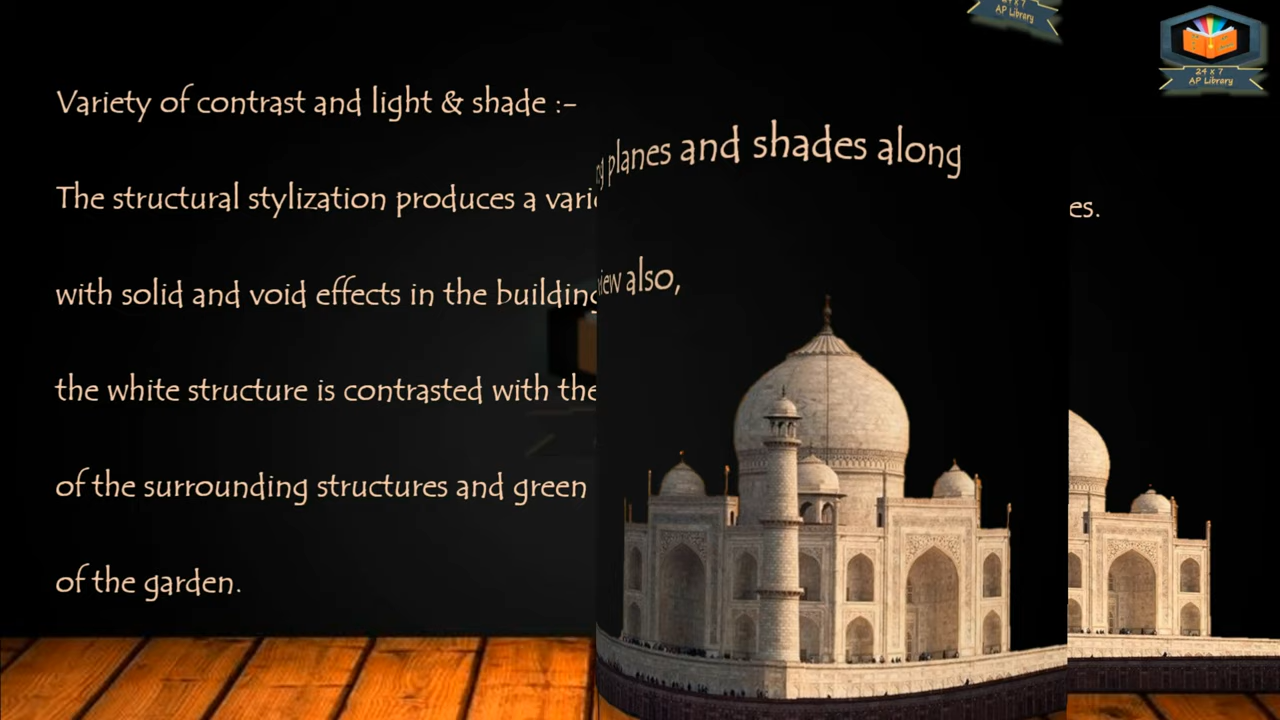 Variety of contrast and light & shade :-
The structural stylization produces a
with solid and void effects in the building
the white structure is contrasted with the
of the surrounding structures and green
of the garden.
planes and shades along
also,
es.
AP Library
24 x 7
AP Library